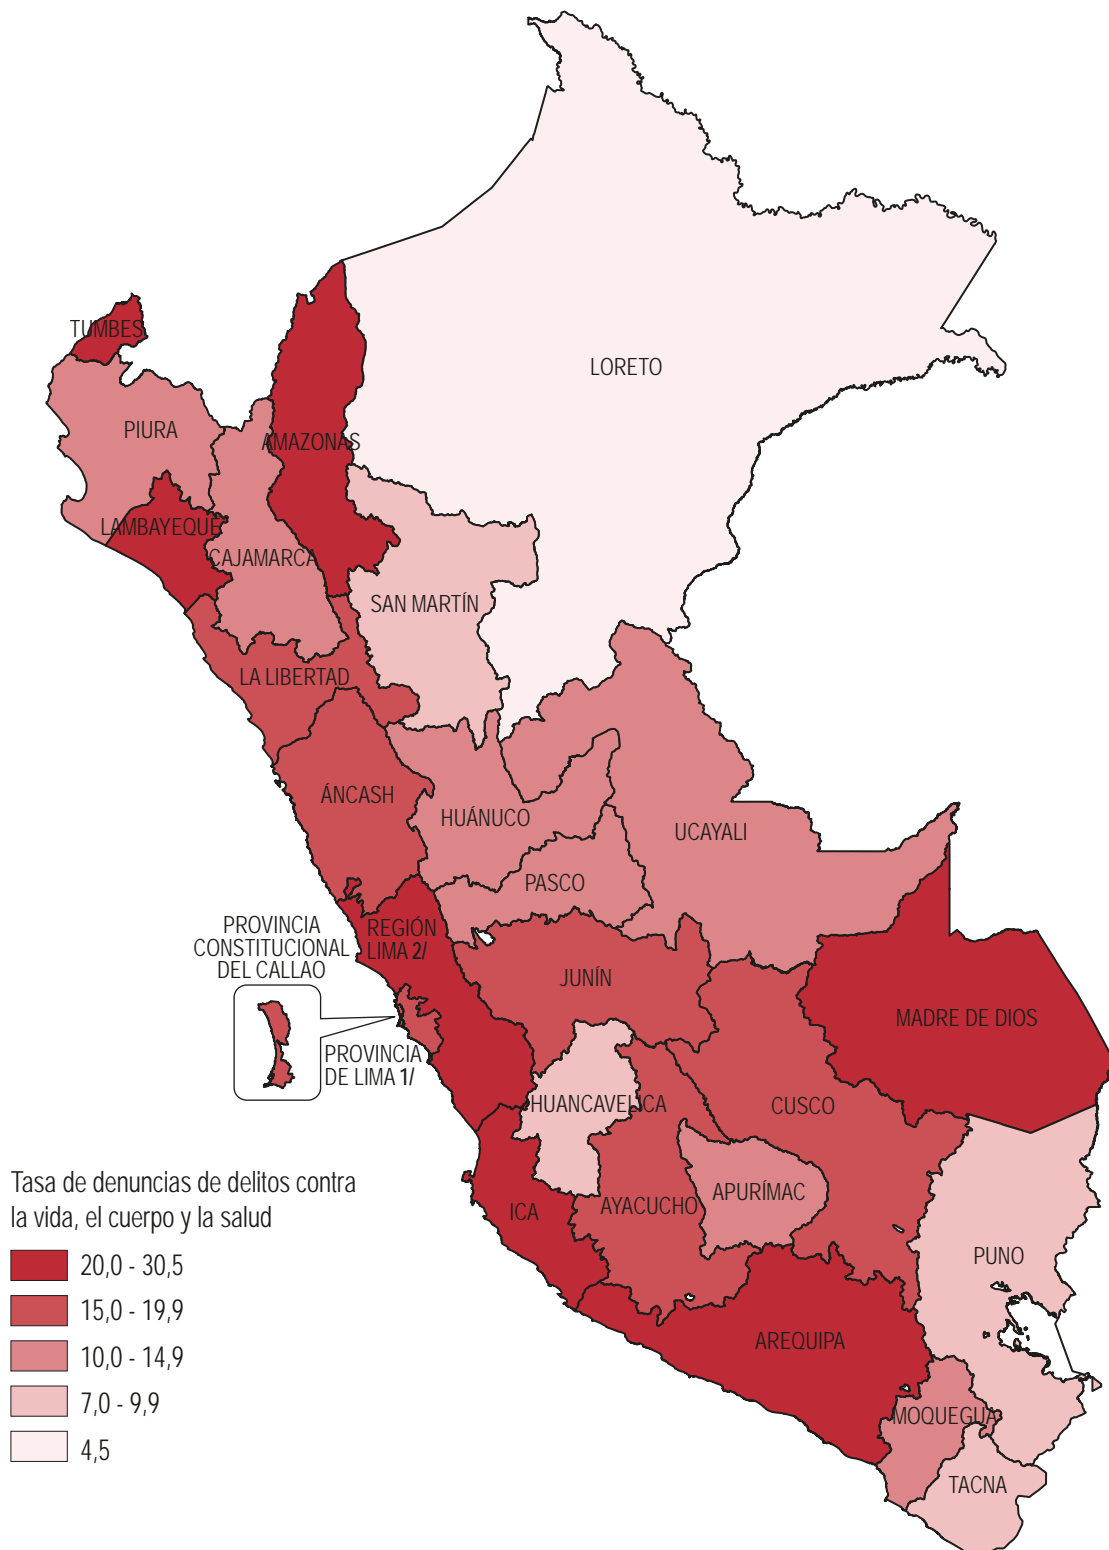 TUMBES
LORETO
PIURA
AMAZONAS
LAMBAYEQUE
CAJAMARCA
SAN MARTÍN
LA LIBERTAD
ÁNCASH
HUÁNUCO
UCAYALI
PASCO
PROVINCIA
CONSTITUCIONAL
DEL CALLAO
REGIÓN
LIMA 2/
JUNÍN
MADRE DE DIOS
PROVINCIA
DE LIMA 1/
HUANCAVELICA
CUSCO
APURÍMAC
AYACUCHO
ICA
PUNO
AREQUIPA
MOQUEGUA
TACNA
Tasa de denuncias de delitos contra
la vida, el cuerpo y la salud
20,0 - 30,5
15,0 - 19,9
10,0 - 14,9
7,0 - 9,9
4,5